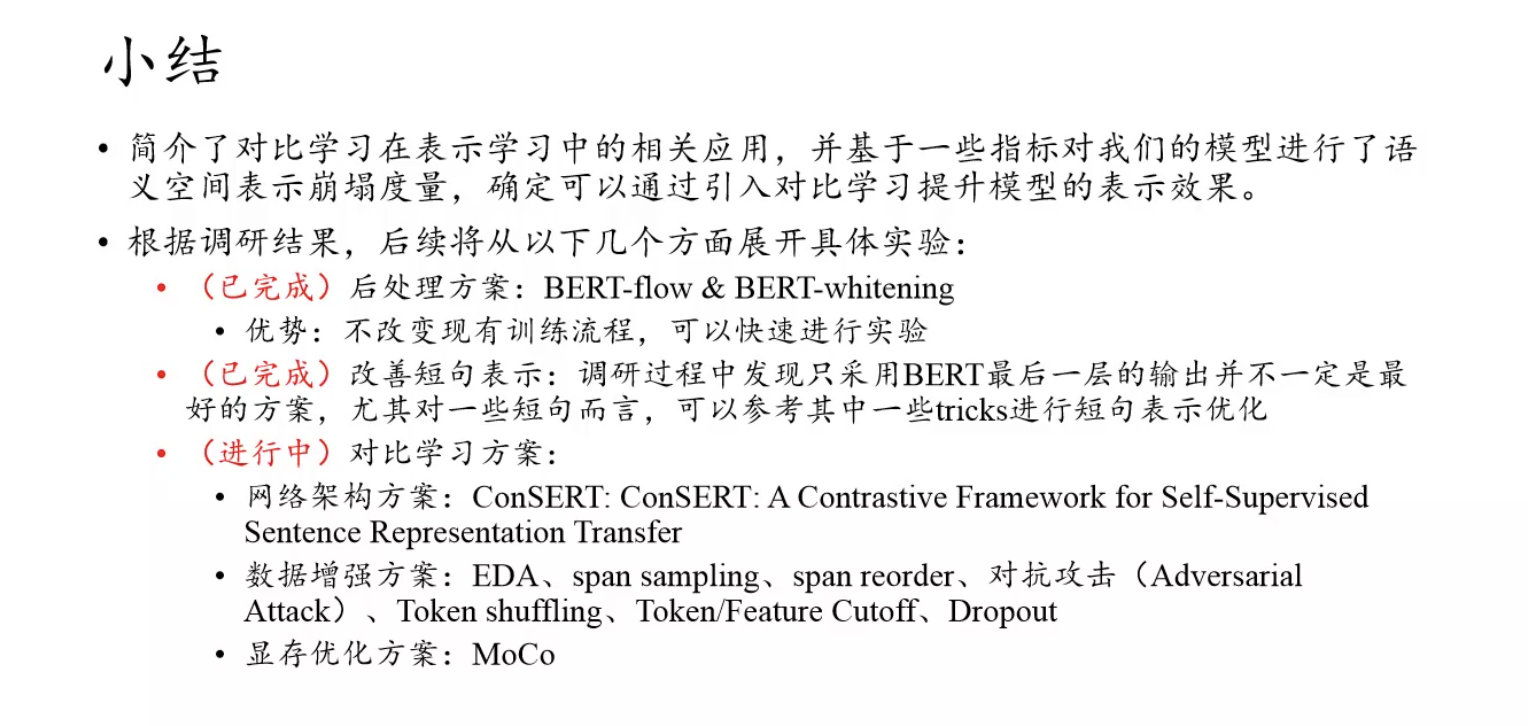 小结
• 简介了对比学习在表示学习中的相关应用，并基于一些指标对我们的模型进行了语
义空间表示崩塌度量，确定可以通过引入对比学习提升模型的表示效果。
• 根据调研结果，后续将从以下几个方面展开具体实验：
• （已完成）后处理方案：BERT-flow & BERT-whitening
• 优势：不改变现有训练流程，可以快速进行实验
• （已完成）改善短句表示：调研过程中发现只采用BERT最后一层的输出并不一定是最
好的方案，尤其对一些短句而言，可以参考其中一些tricks进行短句表示优化
• （进行中）对比学习方案：
• 网络架构方案：ConSERT: ConSERT: A Contrastive Framework for Self-Supervised
Sentence Representation Transfer
• 数据增强方案：EDA、span sampling、span reorder、对抗攻击（Adversarial
Attack）、Token shuffling、Token/Feature Cutoff、Dropout
• 显存优化方案：MoCo